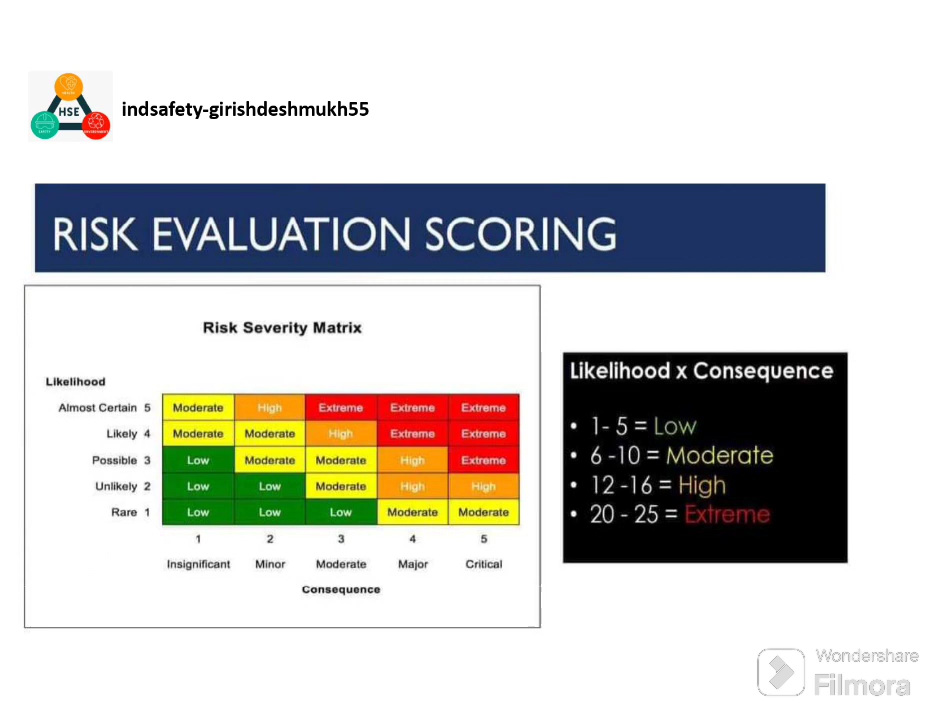 HSE
indsafety-girishdeshmukh55
RISK EVALUATION SCORING
Risk Severity Matrix
Likelihood
Almost Certain 5 Moderate High Extreme Extreme Extreme
Likely 4 Moderate Moderate High Extreme Extreme
Possible 3 Low Moderate Moderate High Extreme
Unlikely 2 Low Low Moderate High High
Rare 1 Low Low Low Moderate Moderate
1 2 3 4 5
Insignificant Minor Moderate Major Critical
Consequence
Likelihood x Consequence
• 1- 5 = Low
• 6 -10 = Moderate
• 12 -16 = High
• 20 - 25 = Extreme
Wondershare
Filmora